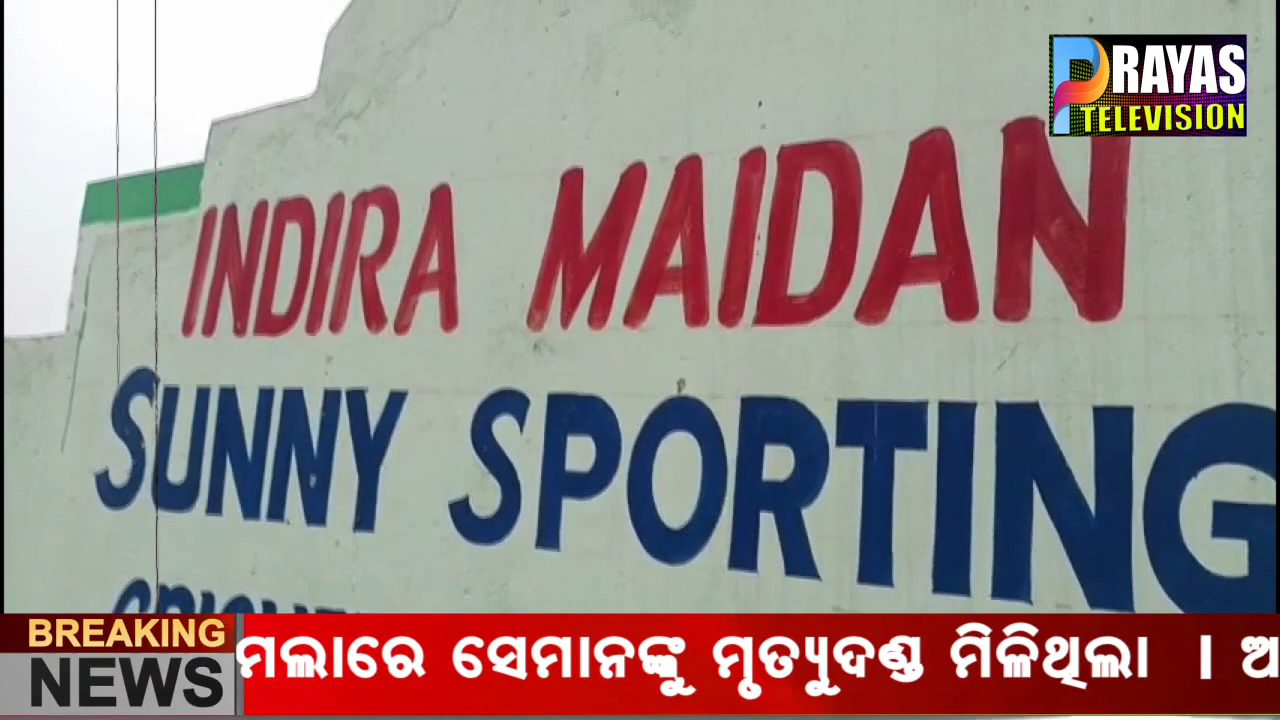 PRAYAS
TELEVISION
INDIRA MAIDAN
SUNNY SPORTING
BREAKING
NEWS
ମଲାରେ ସେମାନଙ୍କୁ ମୃତ୍ୟୁଦଣ୍ଡ ମିଳିଥିଲା । ଅ